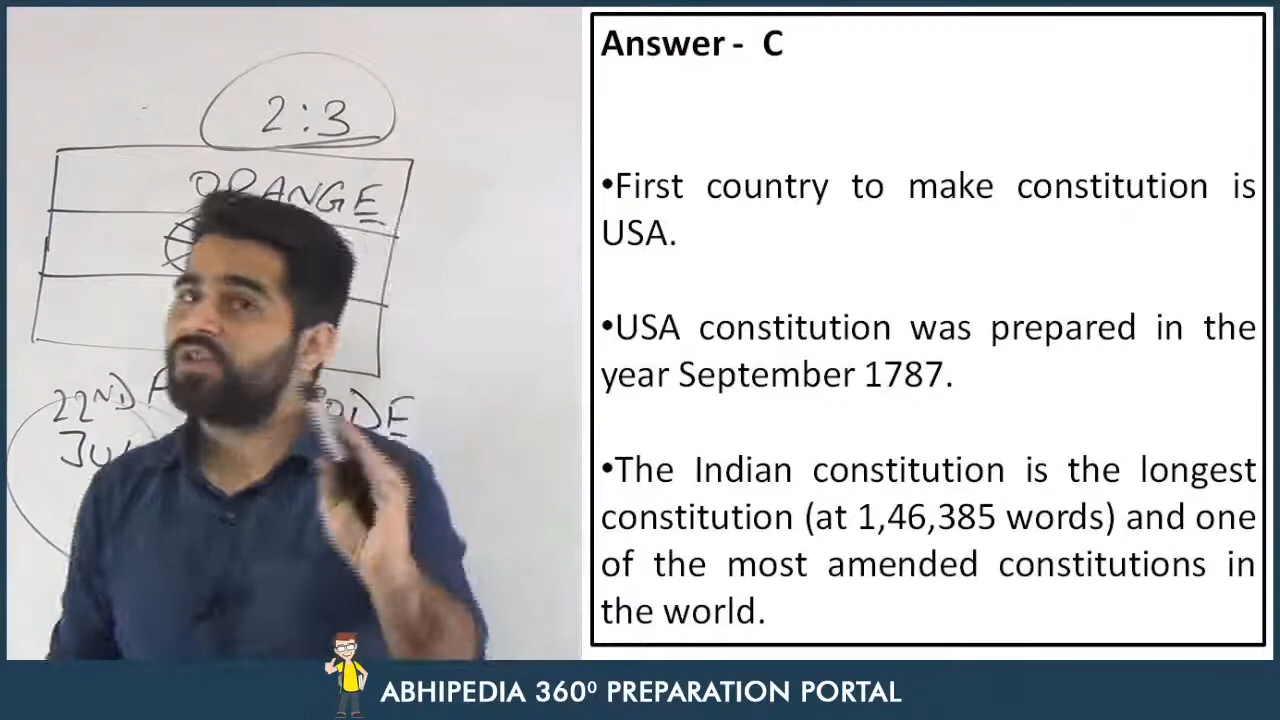 2:3
ORANGE
22ND
Answer - C
•First country to make constitution is
USA.
•USA constitution was prepared in the
year September 1787.
•The Indian constitution is the longest
constitution (at 1,46,385 words) and one
of the most amended constitutions in
the world.
ABHIPEDIA 360⁰ PREPARATION PORTAL